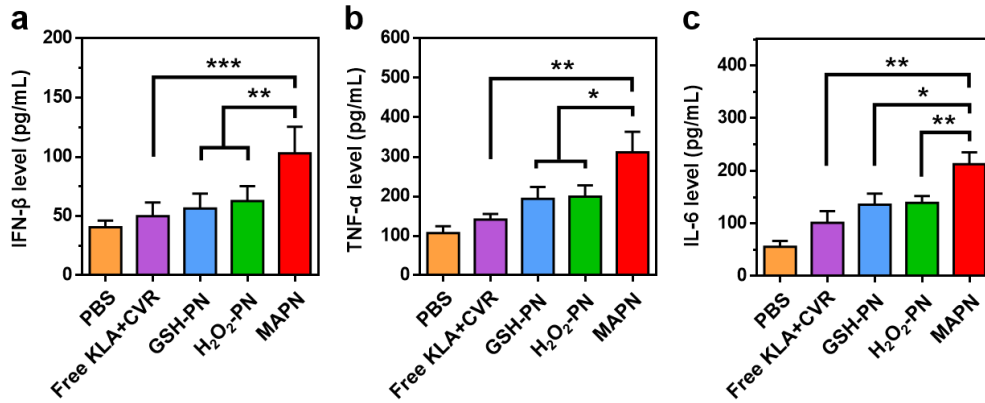 a
IFN-β level (pg/mL)
200
150
100
50
0
***
**
PBS
Free KLA+CVR
GSH-PN
H₂O₂-PN
MAPN
b
TNF-α level (pg/mL)
600
500
400
300
200
100
0
**
*
PBS
Free KLA+CVR
GSH-PN
H₂O₂-PN
MAPN
c
IL-6 level (pg/mL)
400
300
200
150
100
50
0
**
*
**
PBS
Free KLA+CVR
GSH-PN
H₂O₂-PN
MAPN